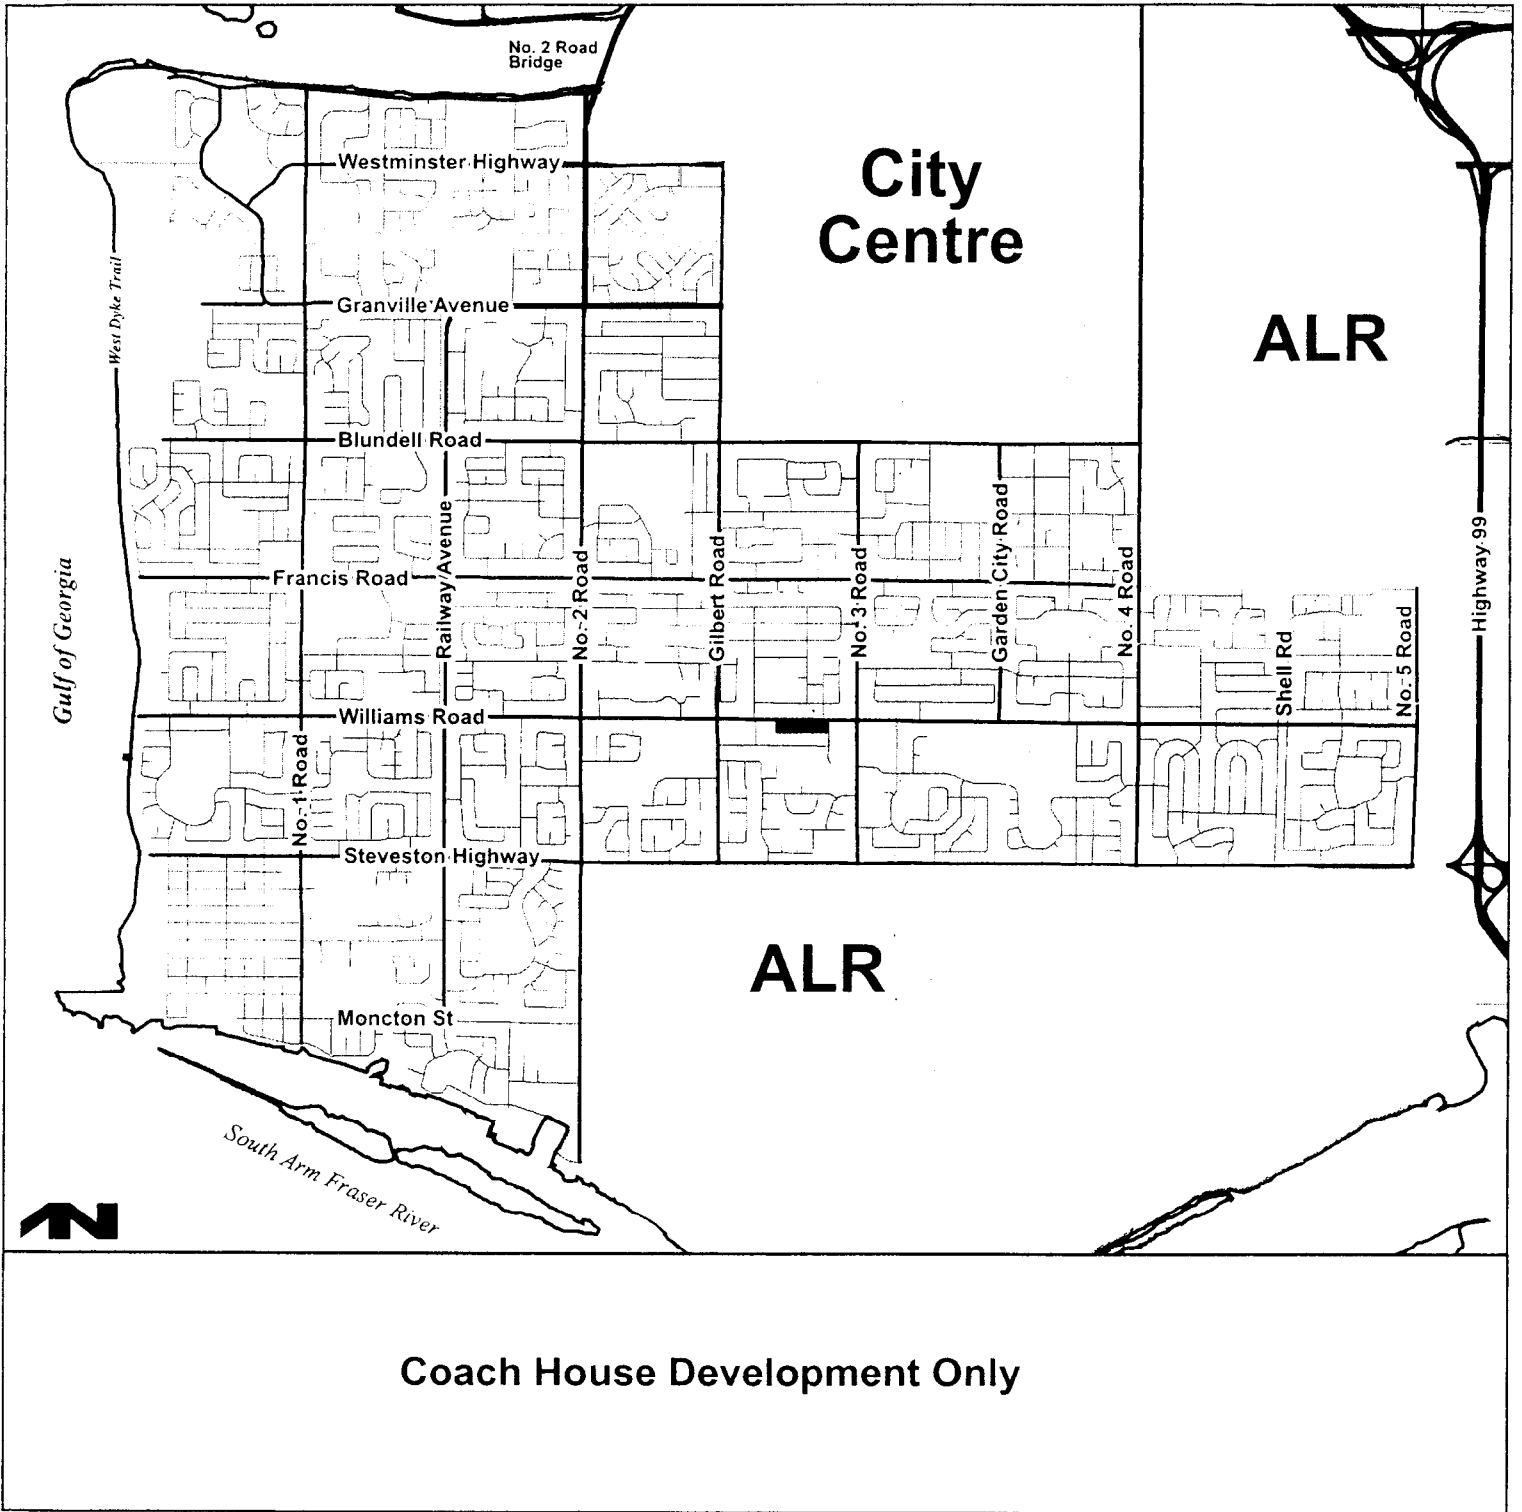 No. 2 Road
Bridge
City
Centre
Westminster Highway
West Dyke Trail
Granville Avenue
ALR
Blundell Road
Gulf of Georgia
Francis Road
Railway Avenue
No. 2 Road
Gilbert Road
No. 3 Road
Garden City Road
No. 4 Road
Shell Rd
No. 5 Road
Highway 99
Williams Road
No. 1 Road
Steveston Highway
ALR
Moncton St
South Arm Fraser River
N
Coach House Development Only